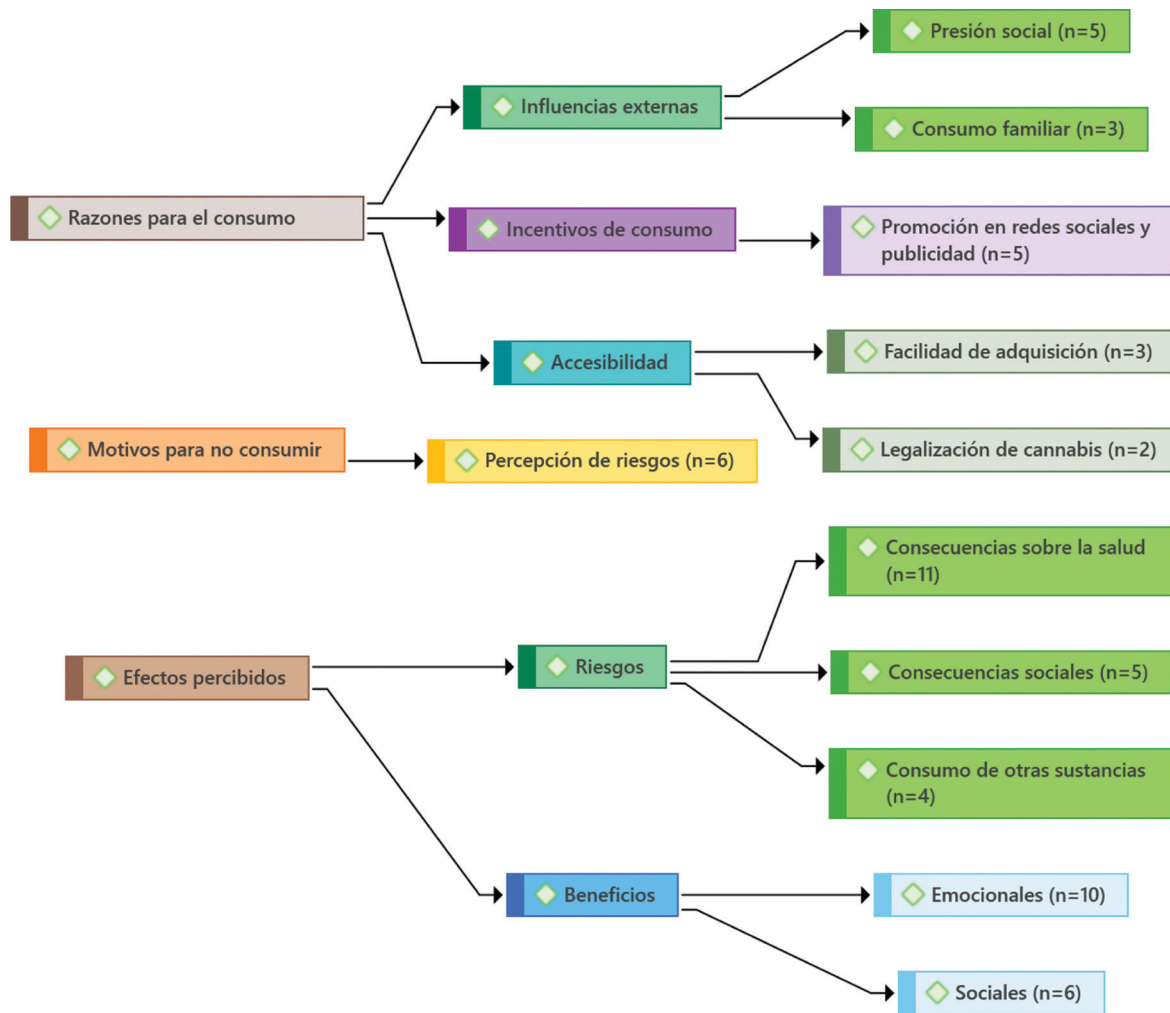 Presión social (n=5)
Influencias externas
Consumo familiar (n=3)
Razones para el consumo
Incentivos de consumo
Promoción en redes sociales y
publicidad (n=5)
Accesibilidad
Facilidad de adquisición (n=3)
Legalización de cannabis (n=2)
Motivos para no consumir
Percepción de riesgos (n=6)
Consecuencias sobre la salud
(n=11)
Efectos percibidos
Riesgos
Consecuencias sociales (n=5)
Consumo de otras sustancias
(n=4)
Beneficios
Emocionales (n=10)
Sociales (n=6)